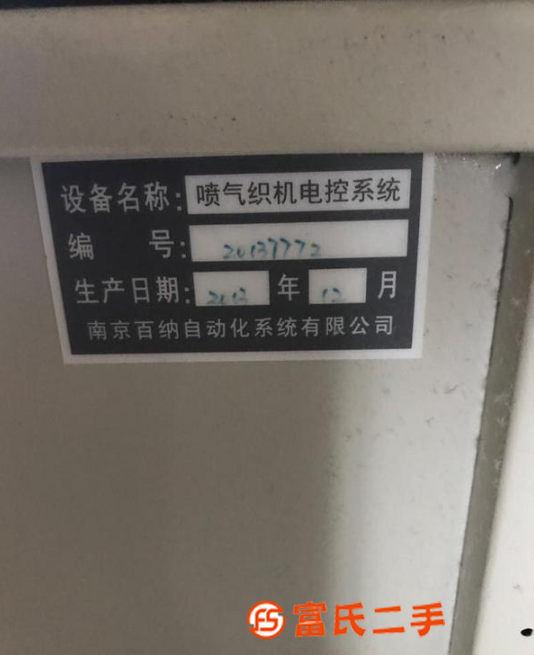 设备名称：喷气织机电控系统
编 号：20137772
生产日期：2013 年 12 月
南京百纳自动化系统有限公司
FS 富氏二手